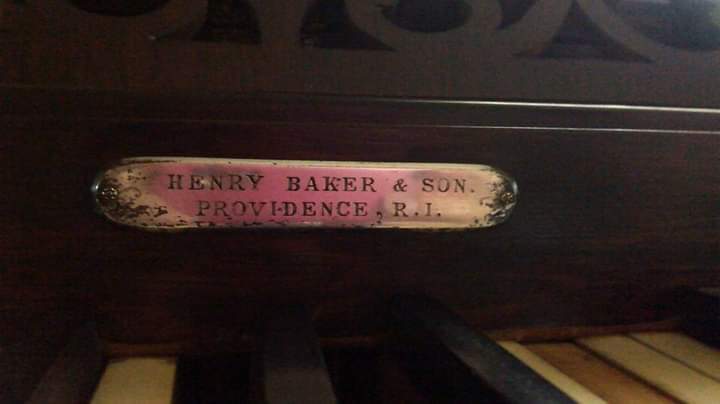 HENRY BAKER & SON.
PROVIDENCE, R.I.